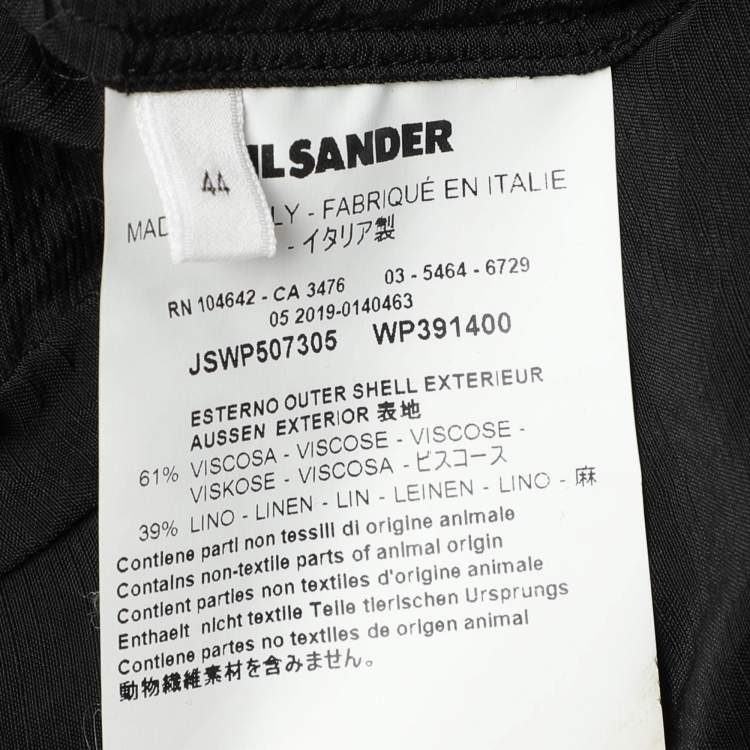 44
IL SANDER
MAD LY - FABRIQUÉ EN ITALIE
- イタリア製
RN 104642 - CA 3476 03 - 5464 - 6729
05 2019-0140463
JSWP507305 WP391400
ESTERNO OUTER SHELL EXTERIEUR
AUSSEN EXTERIOR 表地
61% VISCOSA - VISCOSE - VISCOSE -
VISKOSE - VISCOSA - ビスコース
39% LINO - LINEN - LIN - LEINEN - LINO - 麻
Contiene parti non tessili di origine animale
Contains non-textile parts of animal origin
Contient parties non textiles d'origine animale
Enthaelt nicht textile Teile tierischen Ursprungs
Contiene partes no textiles de origen animal
動物繊維素材を含みません。